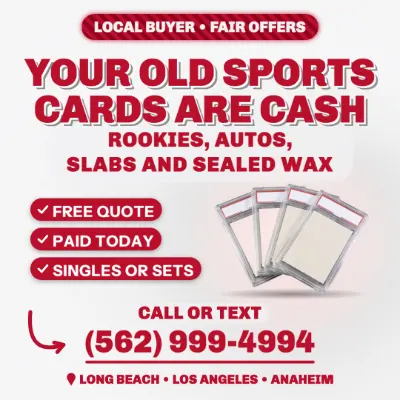 LOCAL BUYER • FAIR OFFERS
YOUR OLD SPORTS
CARDS ARE CASH
ROOKIES, AUTOS,
SLABS AND SEALED WAX
FREE QUOTE
PAID TODAY
SINGLES OR SETS
CALL OR TEXT
(562) 999-4994
LONG BEACH • LOS ANGELES • ANAHEIM